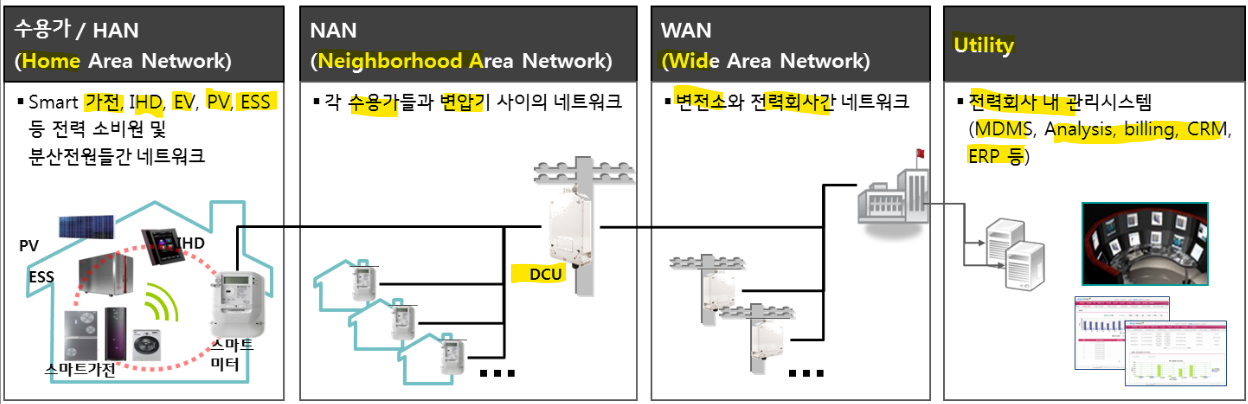 수용가 / HAN
(Home Area Network)
▪ Smart 가전, IHD, EV, PV, ESS
등 전력 소비원 및
분산전원들간 네트워크
PV
IHD
ESS
스마트
미터
스마트가전
NAN
(Neighborhood Area Network)
▪ 각 수용가들과 변압기 사이의 네트워크
DCU
▪▪▪
WAN
(Wide Area Network)
▪ 변전소와 전력회사간 네트워크
▪▪▪
Utility
▪ 전력회사 내 관리시스템
(MDMS, Analysis, billing, CRM,
ERP 등)